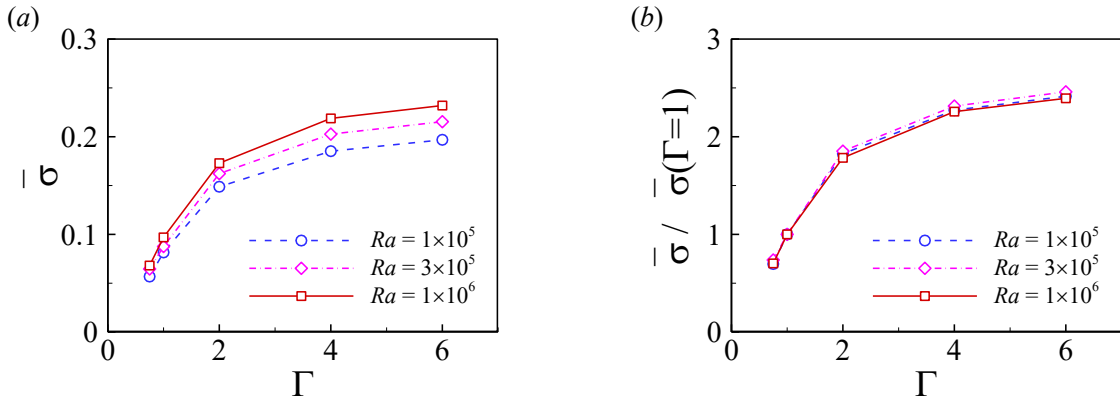 (a)
0.3
0.2
0.1
0
σ̅
0 2 4 6
Γ
Ra = 1×10⁵
Ra = 3×10⁵
Ra = 1×10⁶
(b)
3
2
1
0
σ̅ / σ̅(Γ=1)
0 2 4 6
Γ
Ra = 1×10⁵
Ra = 3×10⁵
Ra = 1×10⁶